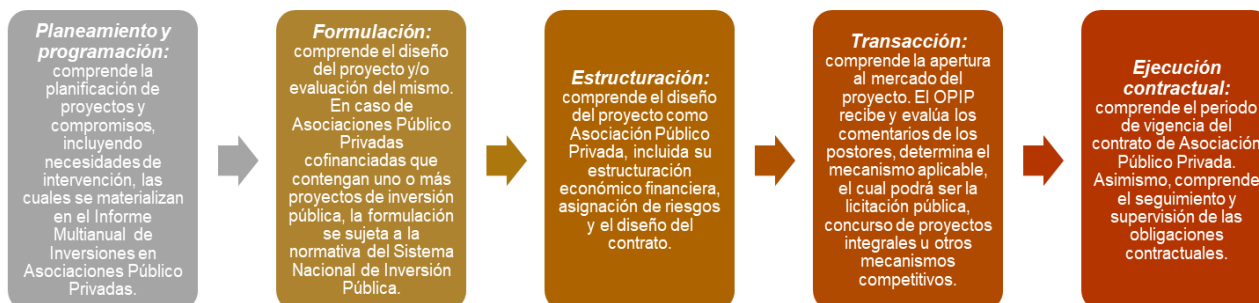 Planeamiento y
programación:
comprende la
planificación de
proyectos y
compromisos,
incluyendo
necesidades de
intervención, las
cuales se materializan
en el Informe
Multianual de
Inversiones en
Asociaciones Público
Privadas.
Formulación:
comprende el diseño
del proyecto y/o
evaluación del mismo.
En caso de
Asociaciones Público
Privadas
cofinanciadas que
contengan uno o más
proyectos de inversión
pública, la formulación
se sujeta a la
normativa del Sistema
Nacional de Inversión
Pública.
Estructuración:
comprende el diseño
del proyecto como
Asociación Público
Privada, incluida su
estructuración
económico financiera,
asignación de riesgos
y el diseño del
contrato.
Transacción:
comprende la apertura
al mercado del
proyecto. El OPIP
recibe y evalúa los
comentarios de los
postores, determina el
mecanismo aplicable,
el cual podrá ser la
licitación pública,
concurso de proyectos
integrales u otros
mecanismos
competitivos.
Ejecución
contractual:
comprende el periodo
de vigencia del
contrato de Asociación
Público Privada.
Asimismo, comprende
el seguimiento y
supervisión de las
obligaciones
contractuales.